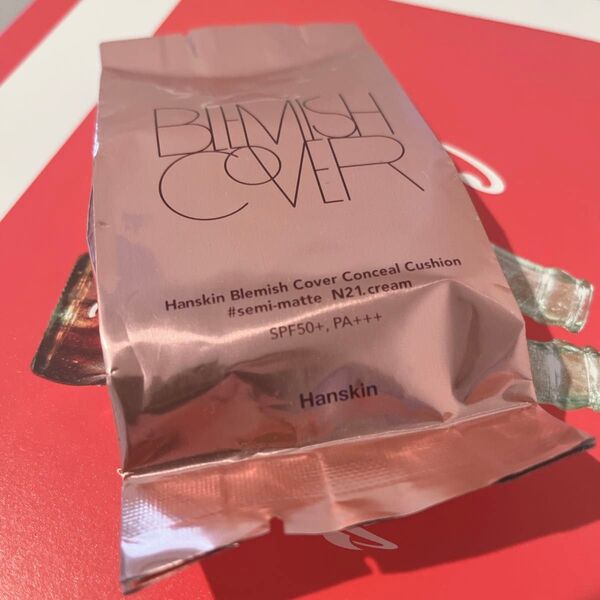 BLEMISH
COVER
Hanskin Blemish Cover Conceal Cushion
#semi-matte N21.cream
SPF50+, PA+++
Hanskin